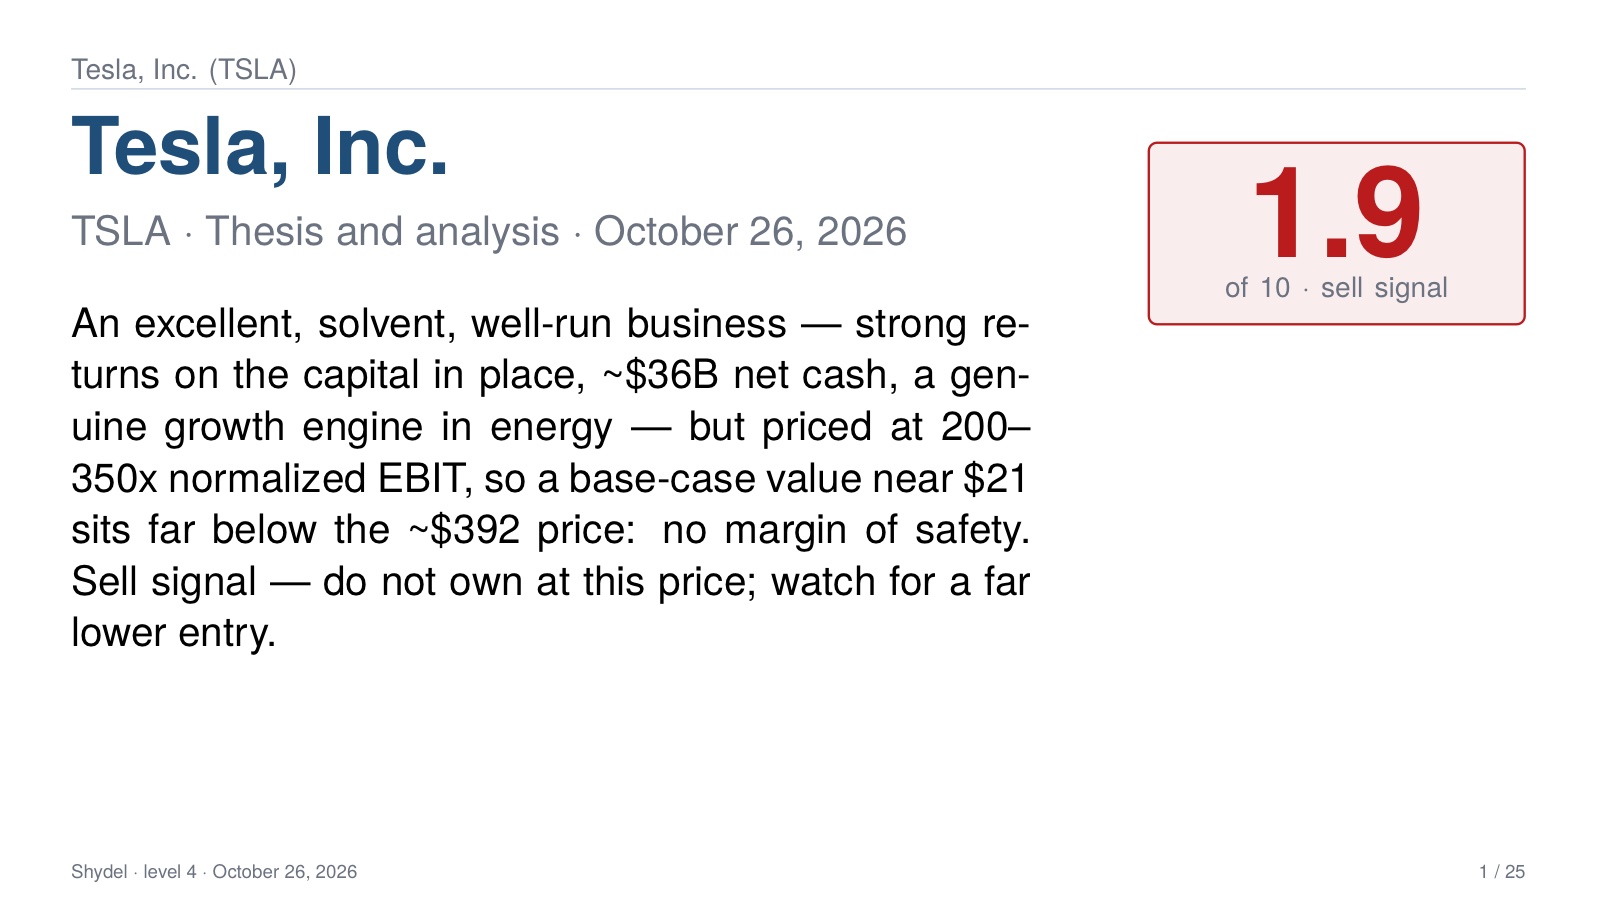 Tesla, Inc. (TSLA)
Tesla, Inc.
TSLA · Thesis and analysis · October 26, 2026
1.9
of 10 · sell signal
An excellent, solvent, well-run business — strong re-
turns on the capital in place, ~$36B net cash, a gen-
uine growth engine in energy — but priced at 200–
350x normalized EBIT, so a base-case value near $21
sits far below the ~$392 price: no margin of safety.
Sell signal — do not own at this price; watch for a far
lower entry.
Shydel · level 4 · October 26, 2026
1 / 25